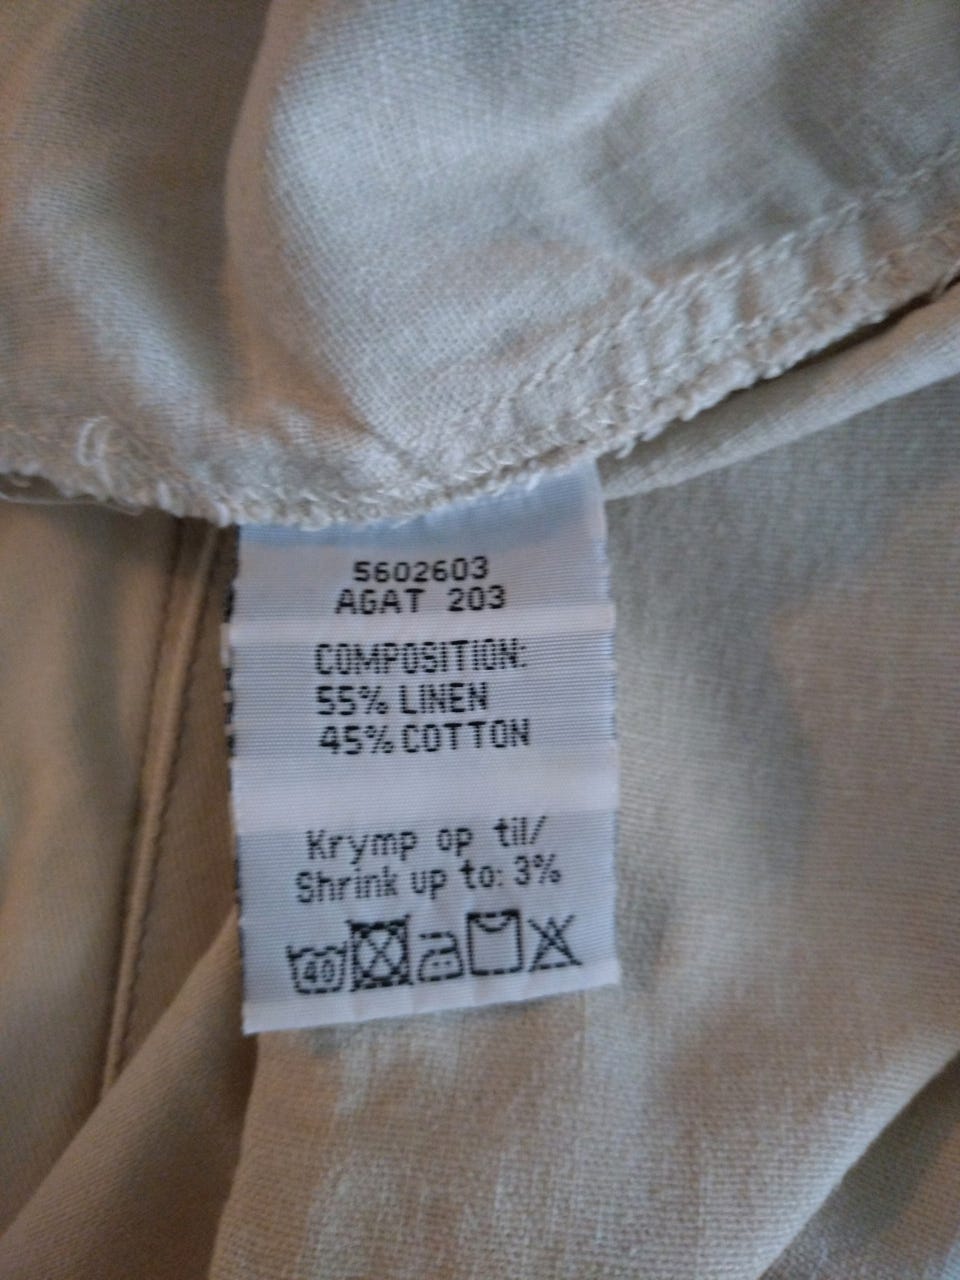 5602603
AGAT 203
COMPOSITION:
55% LINEN
45% COTTON
Krymp op til/
Shrink up to: 3%
40